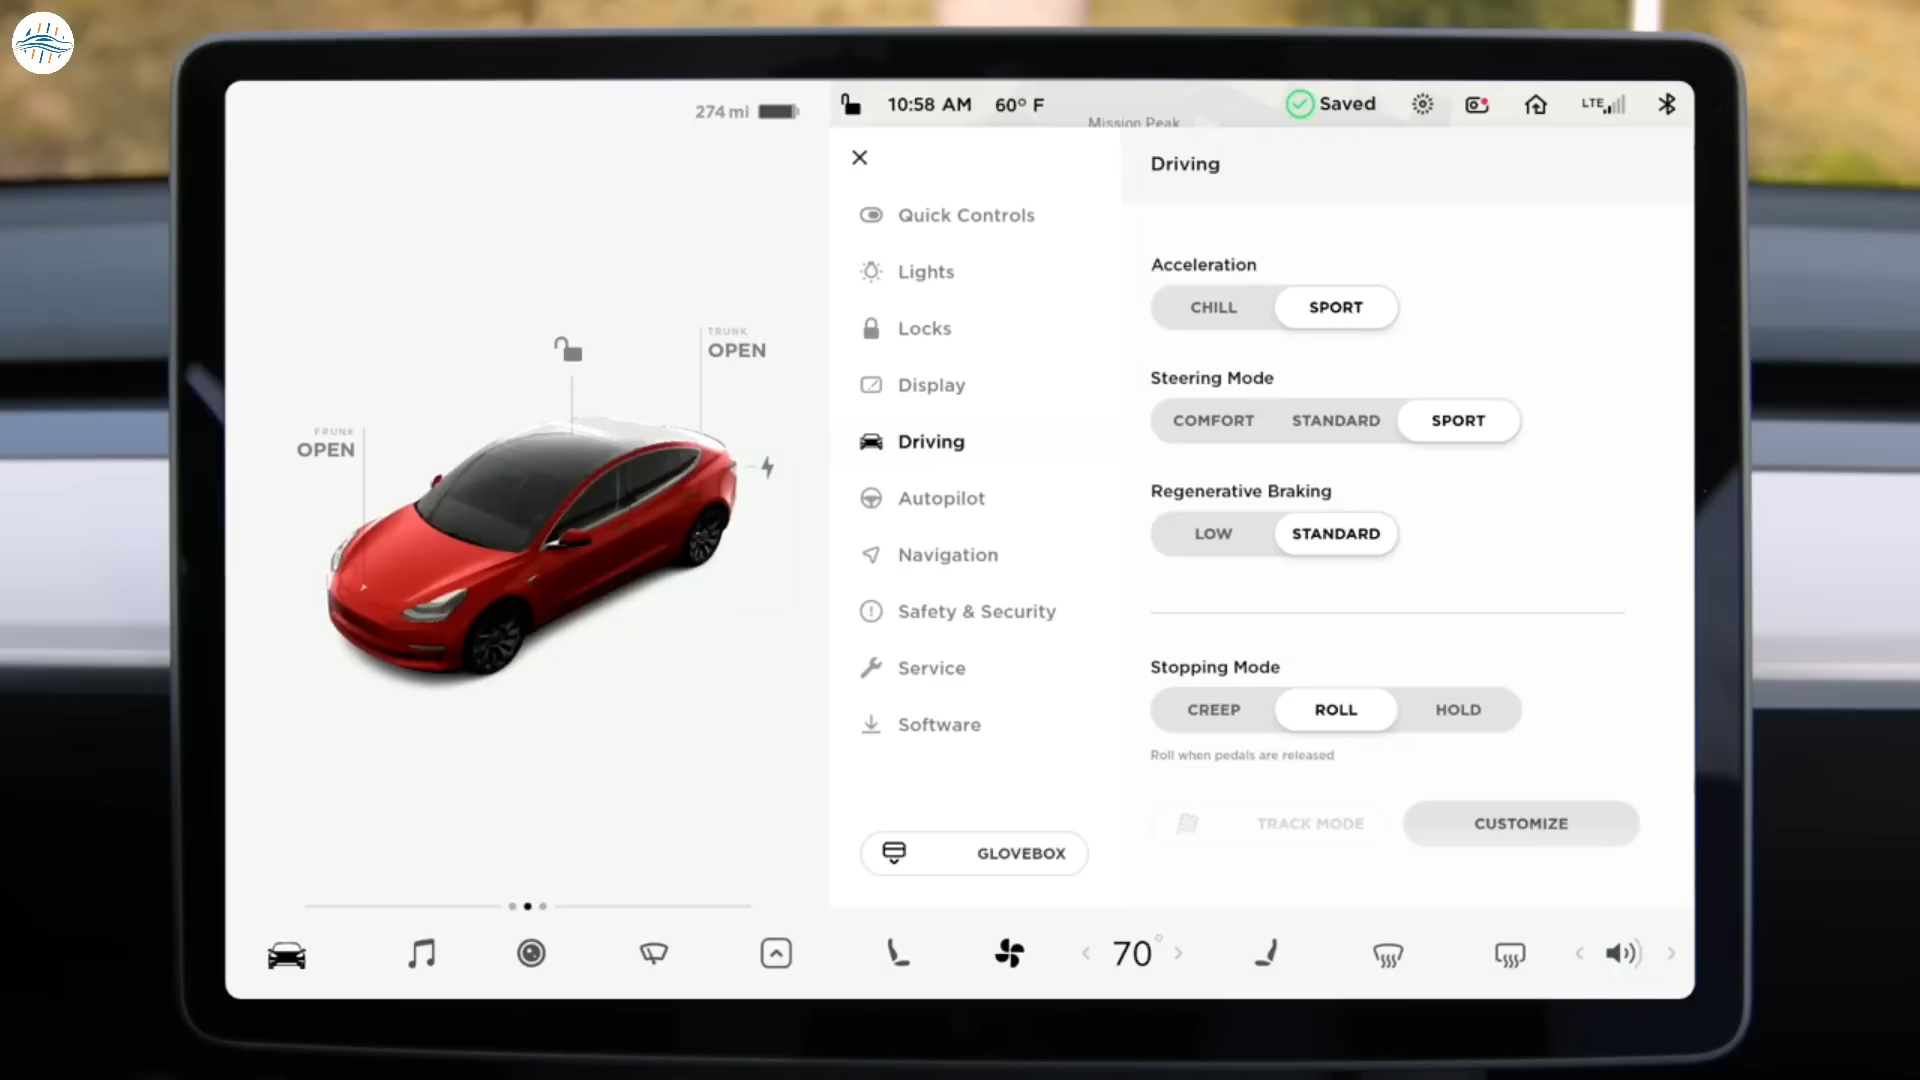 274 mi
10:58 AM 60° F
Saved
LTE
Mission Peak
TRUNK
OPEN
FRUNK
OPEN
Quick Controls
Lights
Locks
Display
Driving
Autopilot
Navigation
Safety & Security
Service
Software
GLOVEBOX
Driving
Acceleration
CHILL SPORT
Steering Mode
COMFORT STANDARD SPORT
Regenerative Braking
LOW STANDARD
Stopping Mode
CREEP ROLL HOLD
Roll when pedals are released
TRACK MODE CUSTOMIZE
70°